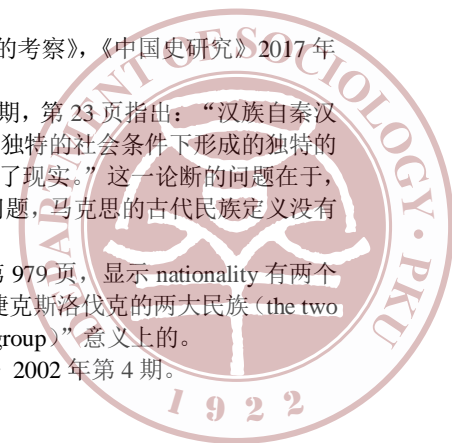 的考察》，《中国史研究》2017 年
期，第 23 页指出：“汉族自秦汉
独特的社会条件下形成的独特的
了现实。”这一论断的问题在于，
问题，马克思的古代民族定义没有
第 979 页，显示 nationality 有两个
捷克斯洛伐克的两大民族（the two
group）”意义上的。
2002 年第 4 期。
DEPARTMENT OF SOCIOLOGY · PKU
1922